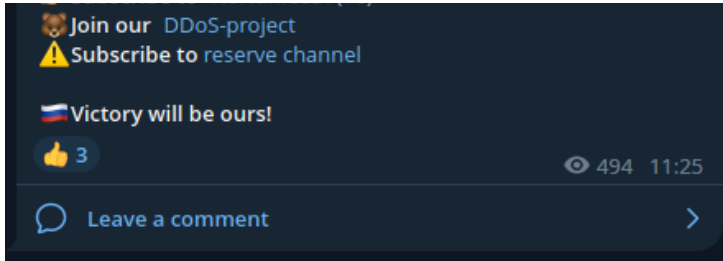 🐻Join our DDoS-project
⚠️Subscribe to reserve channel
🇷🇺Victory will be ours!
👍 3
494 11:25
Leave a comment